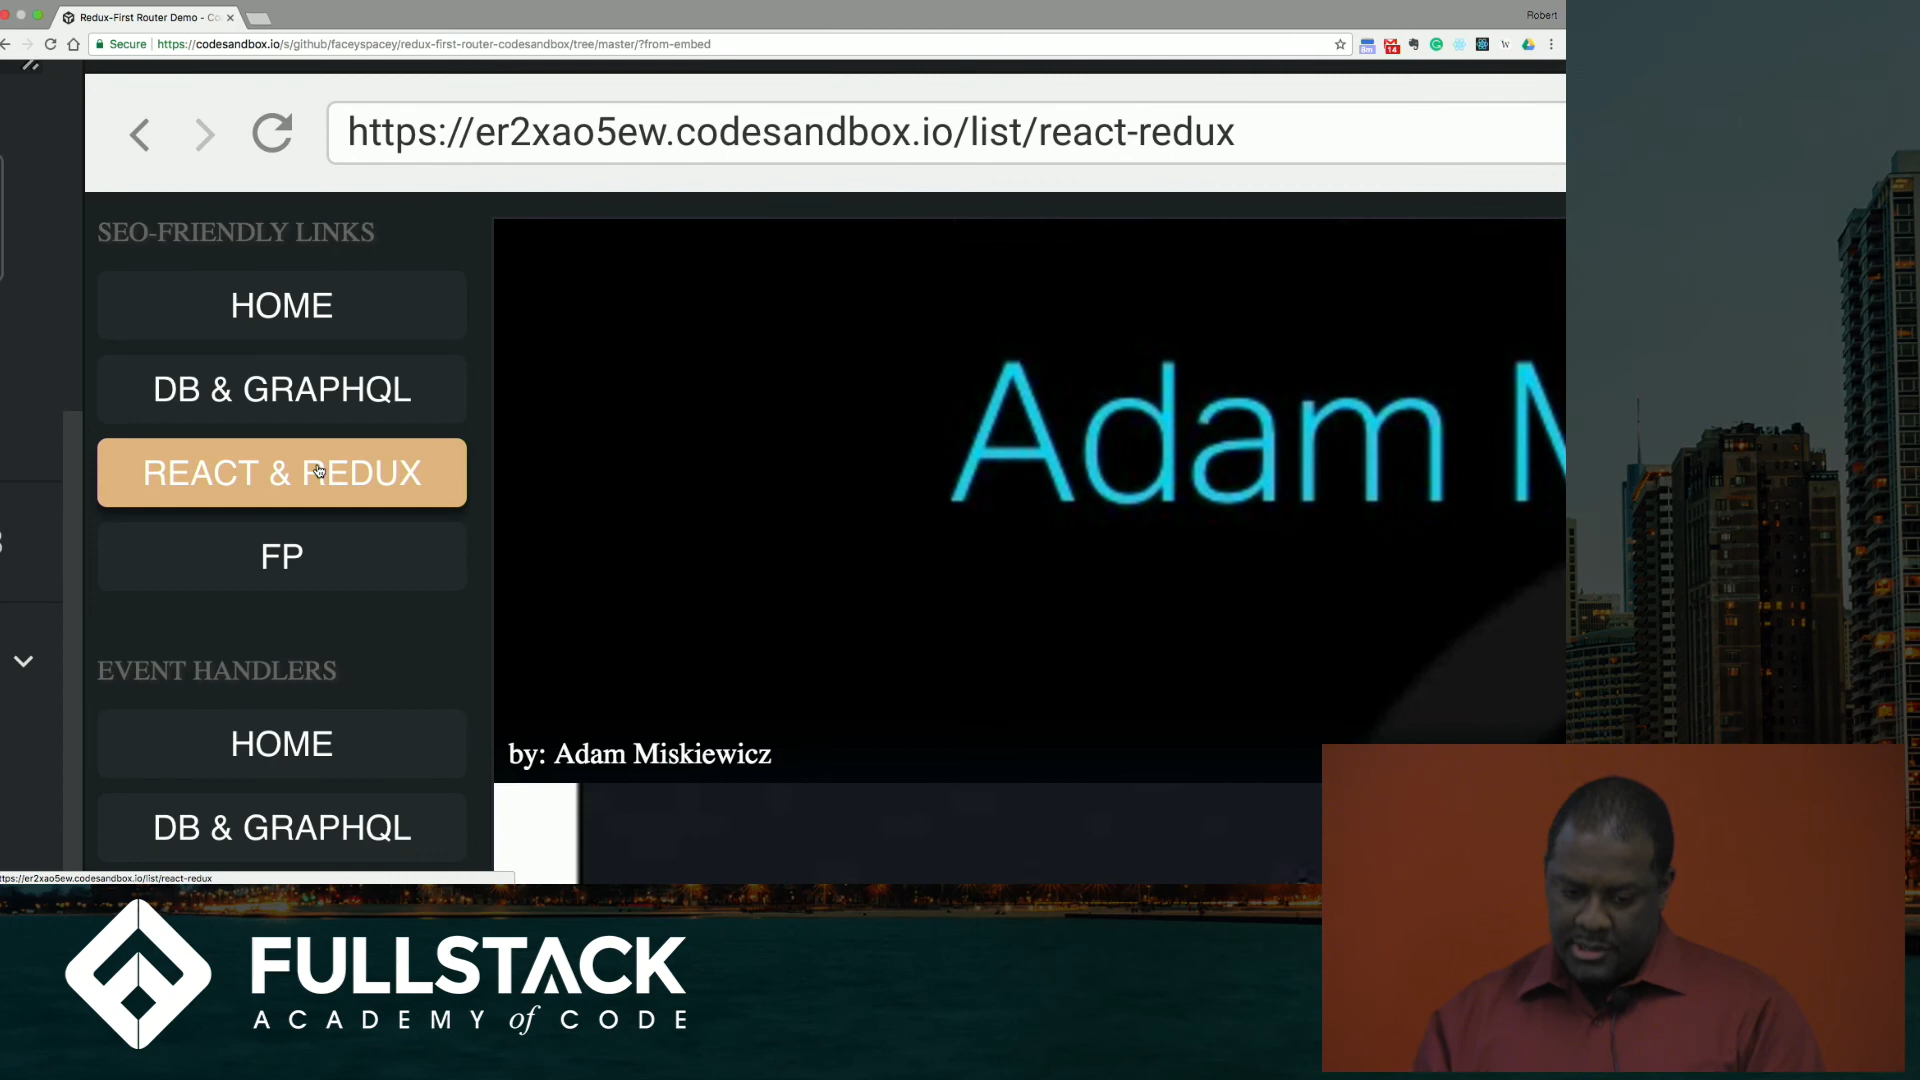 Redux-First Router Demo - Co
Robert
Secure
https://codesandbox.io/s/github/faceyspacey/redux-first-router-codesandbox/tree/master/?from-embed
8m
14
W
https://er2xao5ew.codesandbox.io/list/react-redux
SEO-FRIENDLY LINKS
HOME
DB & GRAPHQL
REACT & REDUX
FP
EVENT HANDLERS
HOME
DB & GRAPHQL
Adam M
by: Adam Miskiewicz
ttps://er2xao5ew.codesandbox.io/list/react-redux
FULLSTACK
ACADEMY of CODE